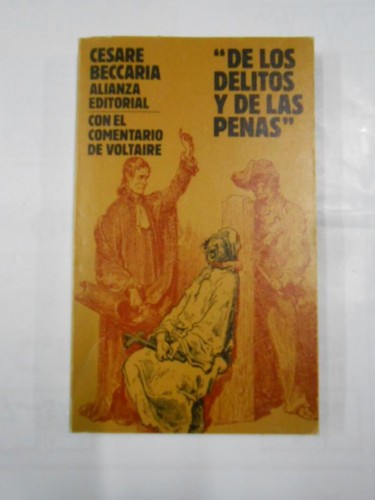 CESARE
BECCARIA
ALIANZA
EDITORIAL
CON EL
COMENTARIO
DE VOLTAIRE
"DE LOS
DELITOS
Y DE LAS
PENAS"